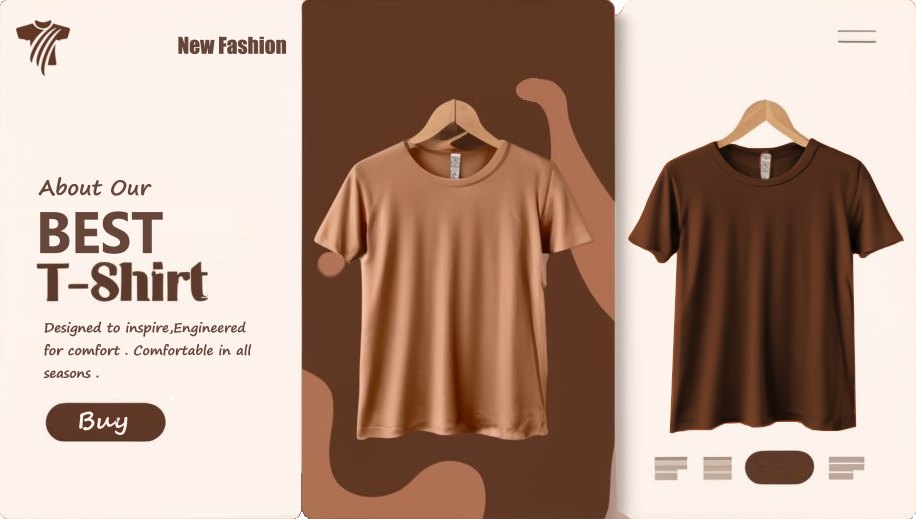 New Fashion
About Our
BEST
T-Shirt
Designed to inspire,Engineered
for comfort . Comfortable in all
seasons .
Buy